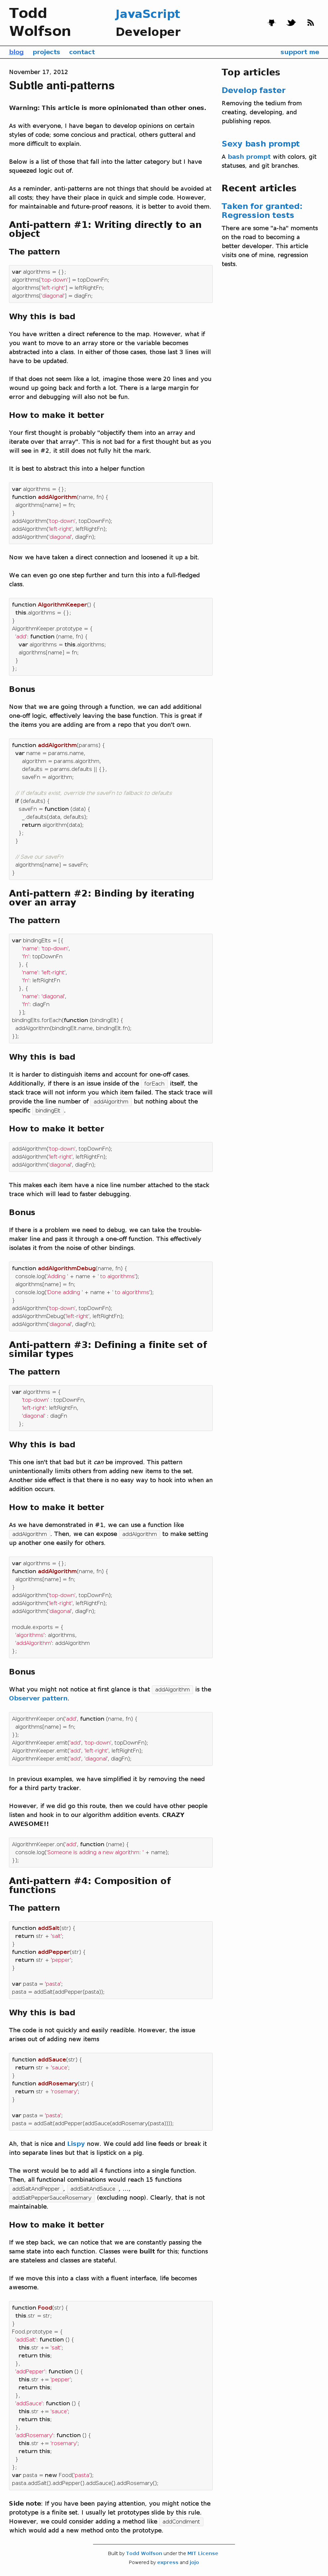 Todd
Wolfson
JavaScript
Developer
blog projects contact support me
November 17, 2012
Subtle anti-patterns
Warning: This article is more opinionated than other ones.
As with everyone, I have begun to develop opinions on certain
styles of code; some conscious and practical, others gutteral and
more difficult to explain.
Below is a list of those that fall into the latter category but I have
squeezed logic out of.
As a reminder, anti-patterns are not items that should be avoided at
all costs; they have their place in quick and simple code. However,
for maintainable and future-proof reasons, it is better to avoid them.
Anti-pattern #1: Writing directly to an
object
The pattern
var algorithms = {};
algorithms['top-down'] = topDownFn;
algorithms['left-right'] = leftRightFn;
algorithms['diagonal'] = diagFn;
Why this is bad
You have written a direct reference to the map. However, what if
you want to move to an array store or the variable becomes
abstracted into a class. In either of those cases, those last 3 lines will
have to be updated.
If that does not seem like a lot, imagine those were 20 lines and you
wound up going back and forth a lot. There is a large margin for
error and debugging will also not be fun.
How to make it better
Your first thought is probably "objectify them into an array and
iterate over that array". This is not bad for a first thought but as you
will see in #2, it still does not fully hit the mark.
It is best to abstract this into a helper function
var algorithms = {};
function addAlgorithm(name, fn) {
algorithms[name] = fn;
}
addAlgorithm('top-down', topDownFn);
addAlgorithm('left-right', leftRightFn);
addAlgorithm('diagonal', diagFn);
Now we have taken a direct connection and loosened it up a bit.
We can even go one step further and turn this into a full-fledged
class.
function AlgorithmKeeper() {
this.algorithms = {};
}
AlgorithmKeeper.prototype = {
'add': function (name, fn) {
var algorithms = this.algorithms;
algorithms[name] = fn;
}
};
Bonus
Now that we are going through a function, we can add additional
one-off logic, effectively leaving the base function. This is great if
the items you are adding are from a repo that you don't own.
function addAlgorithm(params) {
var name = params.name,
algorithm = params.algorithm,
defaults = params.defaults || {},
saveFn = algorithm;
// If defaults exist, override the saveFn to fallback to defaults
if (defaults) {
saveFn = function (data) {
_.defaults(data, defaults);
return algorithm(data);
};
}
// Save our saveFn
algorithms[name] = saveFn;
}
Anti-pattern #2: Binding by iterating
over an array
The pattern
var bindingElts = [{
'name': 'top-down',
'fn': topDownFn
}, {
'name': 'left-right',
'fn': leftRightFn
}, {
'name': 'diagonal',
'fn': diagFn
}];
bindingElts.forEach(function (bindingElt) {
addAlgorithm(bindingElt.name, bindingElt.fn);
});
Why this is bad
It is harder to distinguish items and account for one-off cases.
Additionally, if there is an issue inside of the forEach itself, the
stack trace will not inform you which item failed. The stack trace will
provide the line number of addAlgorithm but nothing about the
specific bindingElt .
How to make it better
addAlgorithm('top-down', topDownFn);
addAlgorithm('left-right', leftRightFn);
addAlgorithm('diagonal', diagFn);
This makes each item have a nice line number attached to the stack
trace which will lead to faster debugging.
Bonus
If there is a problem we need to debug, we can take the trouble-
maker line and pass it through a one-off function. This effectively
isolates it from the noise of other bindings.
function addAlgorithmDebug(name, fn) {
console.log('Adding ' + name + ' to algorithms');
algorithms[name] = fn;
console.log('Done adding ' + name + ' to algorithms');
}
addAlgorithm('top-down', topDownFn);
addAlgorithmDebug('left-right', leftRightFn);
addAlgorithm('diagonal', diagFn);
Anti-pattern #3: Defining a finite set of
similar types
The pattern
var algorithms = {
'top-down' : topDownFn,
'left-right': leftRightFn,
'diagonal' : diagFn
};
Why this is bad
This one isn't that bad but it can be improved. This pattern
unintentionally limits others from adding new items to the set.
Another side effect is that there is no easy way to hook into when an
addition occurs.
How to make it better
As we have demonstrated in #1, we can use a function like
addAlgorithm . Then, we can expose addAlgorithm to make setting
up another one easily for others.
var algorithms = {};
function addAlgorithm(name, fn) {
algorithms[name] = fn;
}
addAlgorithm('top-down', topDownFn);
addAlgorithm('left-right', leftRightFn);
addAlgorithm('diagonal', diagFn);
module.exports = {
'algorithms': algorithms,
'addAlgorithm': addAlgorithm
};
Bonus
What you might not notice at first glance is that addAlgorithm is the
Observer pattern.
AlgorithmKeeper.on('add', function (name, fn) {
algorithms[name] = fn;
});
AlgorithmKeeper.emit('add', 'top-down', topDownFn);
AlgorithmKeeper.emit('add', 'left-right', leftRightFn);
AlgorithmKeeper.emit('add', 'diagonal', diagFn);
In previous examples, we have simplified it by removing the need
for a third party tracker.
However, if we did go this route, then we could have other people
listen and hook in to our algorithm addition events. CRAZY
AWESOME!!
AlgorithmKeeper.on('add', function (name) {
console.log('Someone is adding a new algorithm: ' + name);
});
Anti-pattern #4: Composition of
functions
The pattern
function addSalt(str) {
return str + 'salt';
}
function addPepper(str) {
return str + 'pepper';
}
var pasta = 'pasta';
pasta = addSalt(addPepper(pasta));
Why this is bad
The code is not quickly and easily readible. However, the issue
arises out of adding new items
function addSauce(str) {
return str + 'sauce';
}
function addRosemary(str) {
return str + 'rosemary';
}
var pasta = 'pasta';
pasta = addSalt(addPepper(addSauce(addRosemary(pasta))));
Ah, that is nice and Lispy now. We could add line feeds or break it
into separate lines but that is lipstick on a pig.
The worst would be to add all 4 functions into a single function.
Then, all functional combinations would reach 15 functions
addSaltAndPepper , addSaltAndSauce , ...,
addSaltPepperSauceRosemary (excluding noop). Clearly, that is not
maintainable.
How to make it better
If we step back, we can notice that we are constantly passing the
same state into each function. Classes were built for this; functions
are stateless and classes are stateful.
If we move this into a class with a fluent interface, life becomes
awesome.
function Food(str) {
this.str = str;
}
Food.prototype = {
'addSalt': function () {
this.str += 'salt';
return this;
},
'addPepper': function () {
this.str += 'pepper';
return this;
},
'addSauce': function () {
this.str += 'sauce';
return this;
},
'addRosemary': function () {
this.str += 'rosemary';
return this;
}
};
var pasta = new Food('pasta');
pasta.addSalt().addPepper().addSauce().addRosemary();
Side note: If you have been paying attention, you might notice the
prototype is a finite set. I usually let prototypes slide by this rule.
However, we could consider adding a method like addCondiment
which would add a new method onto the prototype.
Top articles
Develop faster
Removing the tedium from
creating, developing, and
publishing repos.
Sexy bash prompt
A bash prompt with colors, git
statuses, and git branches.
Recent articles
Taken for granted:
Regression tests
There are some "a-ha" moments
on the road to becoming a
better developer. This article
visits one of mine, regression
tests.
Built by Todd Wolfson under the MIT License
Powered by express and jojo